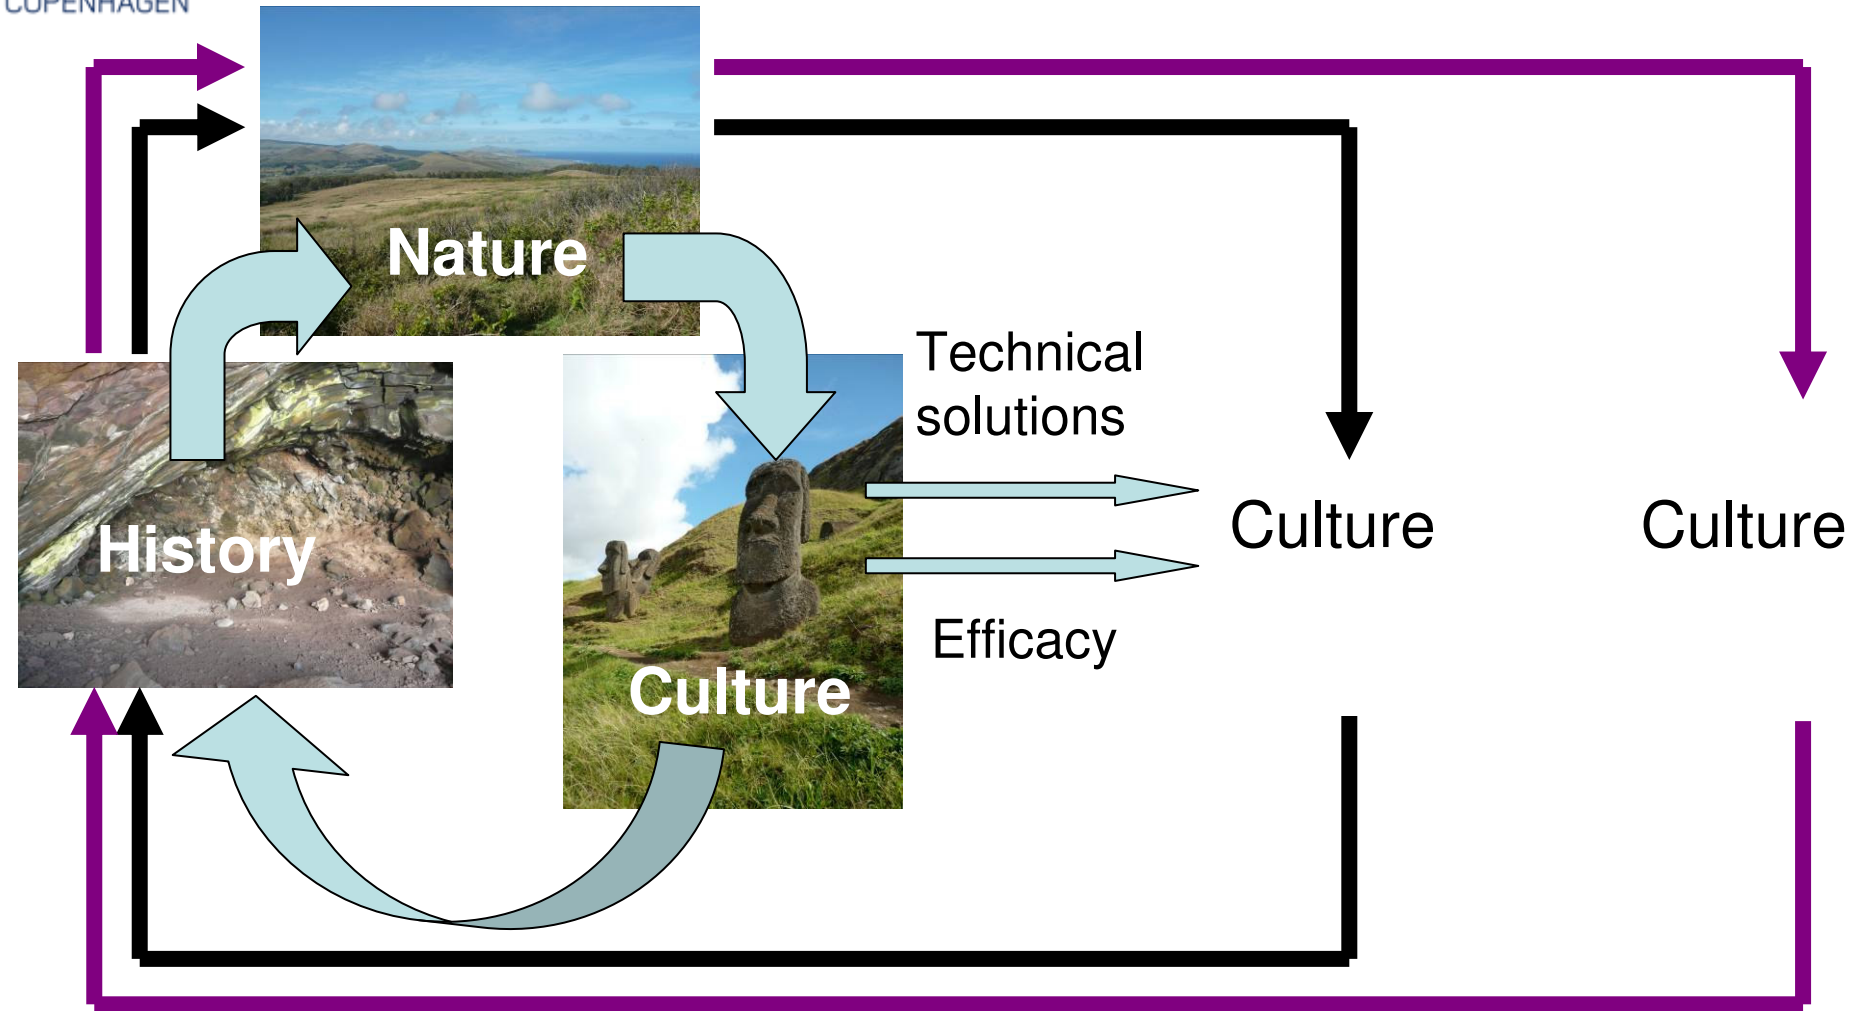 COPENHAGEN
Nature
Technical
solutions
History
Culture
Culture
Efficacy
Culture